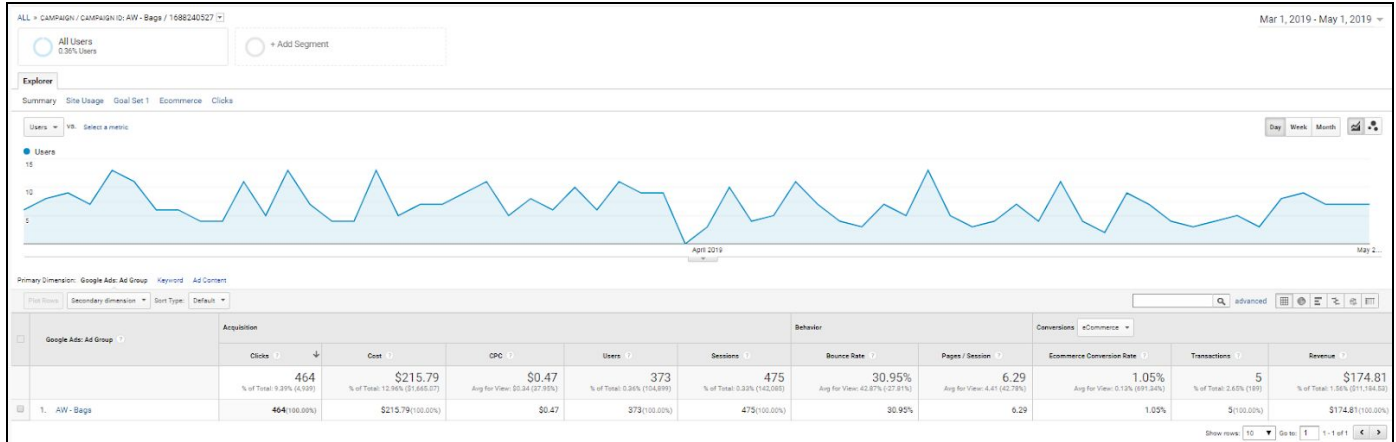 ALL » CAMPAIGN / CAMPAIGN ID: AW - Bags / 1688240527
Mar 1, 2019 - May 1, 2019
All Users
0.36% Users
+ Add Segment
Explorer
Summary Site Usage Goal Set 1 Ecommerce Clicks
Users VS. Select a metric
Day Week Month
Users
15
10
5
April 2019
May 2...
Primary Dimension: Google Ads: Ad Group Keyword Ad Content
Plot Rows Secondary dimension Sort Type: Default advanced
Google Ads: Ad Group Acquisition Behavior Conversions eCommerce
Clicks Cost CPC Users Sessions Bounce Rate Pages / Session Ecommerce Conversion Rate Transactions Revenue
464 $215.79 $0.47 373 475 30.95% 6.29 1.05% 5 $174.81
% of Total: 9.39% (4,939) % of Total: 12.96% ($1,665.07) Avg for View: $0.34 (37.95%) % of Total: 0.36% (104,899) % of Total: 0.33% (142,085) Avg for View: 42.87% (-27.81%) Avg for View: 4.41 (42.78%) Avg for View: 0.13% (691.34%) % of Total: 2.65% (189) % of Total: 1.56% ($11,184.53)
1. AW - Bags 464(100.00%) $215.79(100.00%) $0.47 373(100.00%) 475(100.00%) 30.95% 6.29 1.05% 5(100.00%) $174.81(100.00%)
Show rows: 10 Go to: 1 1 - 1 of 1